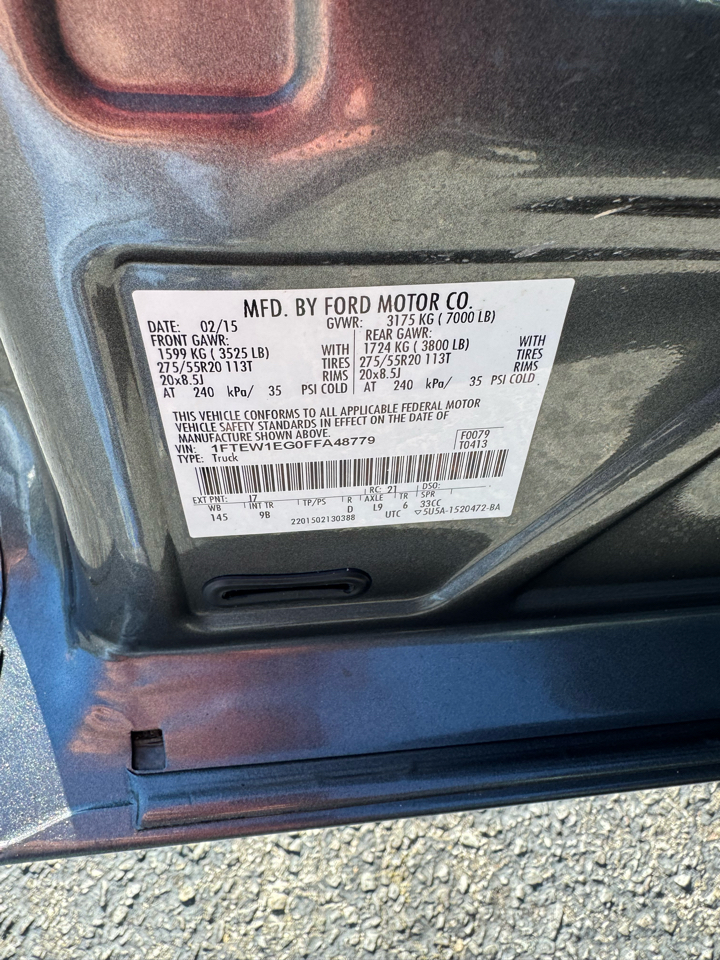 MFD. BY FORD MOTOR CO.
DATE: 02/15 GVWR: 3175 KG ( 7000 LB)
FRONT GAWR: REAR GAWR:
1599 KG ( 3525 LB) WITH 1724 KG ( 3800 LB) WITH
275/55R20 113T TIRES 275/55R20 113T TIRES
20x8.5J RIMS 20x8.5J RIMS
AT 240 kPa/ 35 PSI COLD AT 240 kPa/ 35 PSI COLD
THIS VEHICLE CONFORMS TO ALL APPLICABLE FEDERAL MOTOR
VEHICLE SAFETY STANDARDS IN EFFECT ON THE DATE OF
MANUFACTURE SHOWN ABOVE.
VIN: 1FTEW1EG0FFA48779 F0079
TYPE: Truck T0413
EXT PNT: J7 RC: 21 DSO:
WB INT TR TP/PS R AXLE TR SPR
145 9B D L9 6 33CC
2201502130388 UTC ▽5U5A-1520472-BA